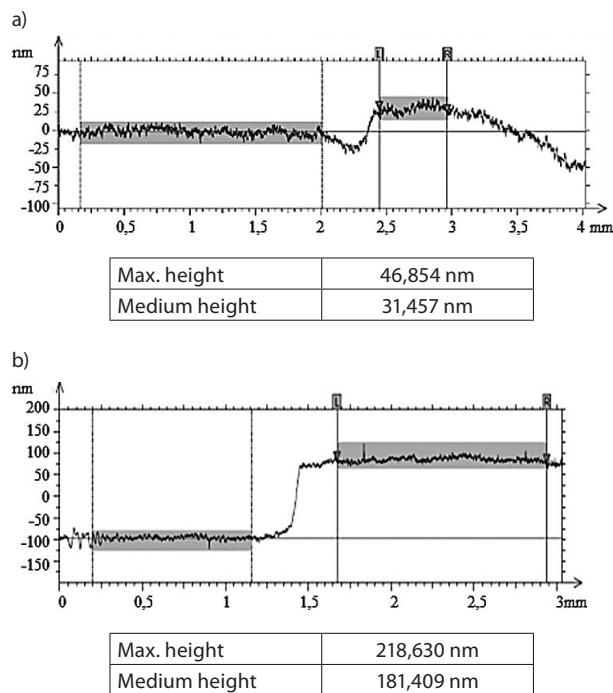 a)
nm
L R
75
50
25
0
-25
-50
-75
-100
0 0,5 1 1,5 2 2,5 3 3,5 4 mm
Max. height 46,854 nm
Medium height 31,457 nm
b)
nm
L R
200
150
100
50
0
-50
-100
-150
0 0,5 1 1,5 2 2,5 3mm
Max. height 218,630 nm
Medium height 181,409 nm